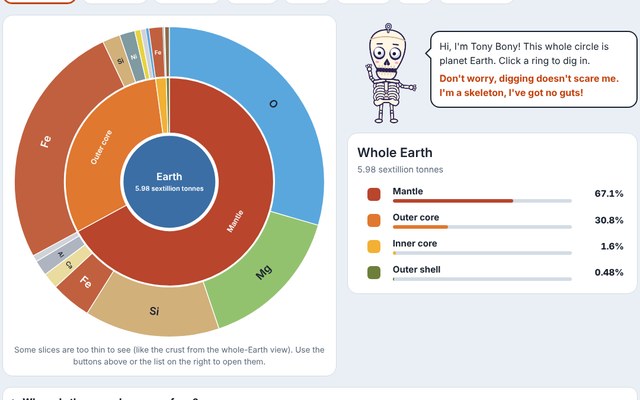 Hi, I'm Tony Bony! This whole circle is
planet Earth. Click a ring to dig in.
Don't worry, digging doesn't scare me.
I'm a skeleton, I've got no guts!
Fe
Si
Ni
Fe
O
Fe
Outer core
Earth
5.98 sextillion tonnes
Mantle
Mg
Si
Fe
Ca
Al
Some slices are too thin to see (like the crust from the whole-Earth view). Use the
buttons above or the list on the right to open them.
Whole Earth
5.98 sextillion tonnes
Mantle 67.1%
Outer core 30.8%
Inner core 1.6%
Outer shell 0.48%